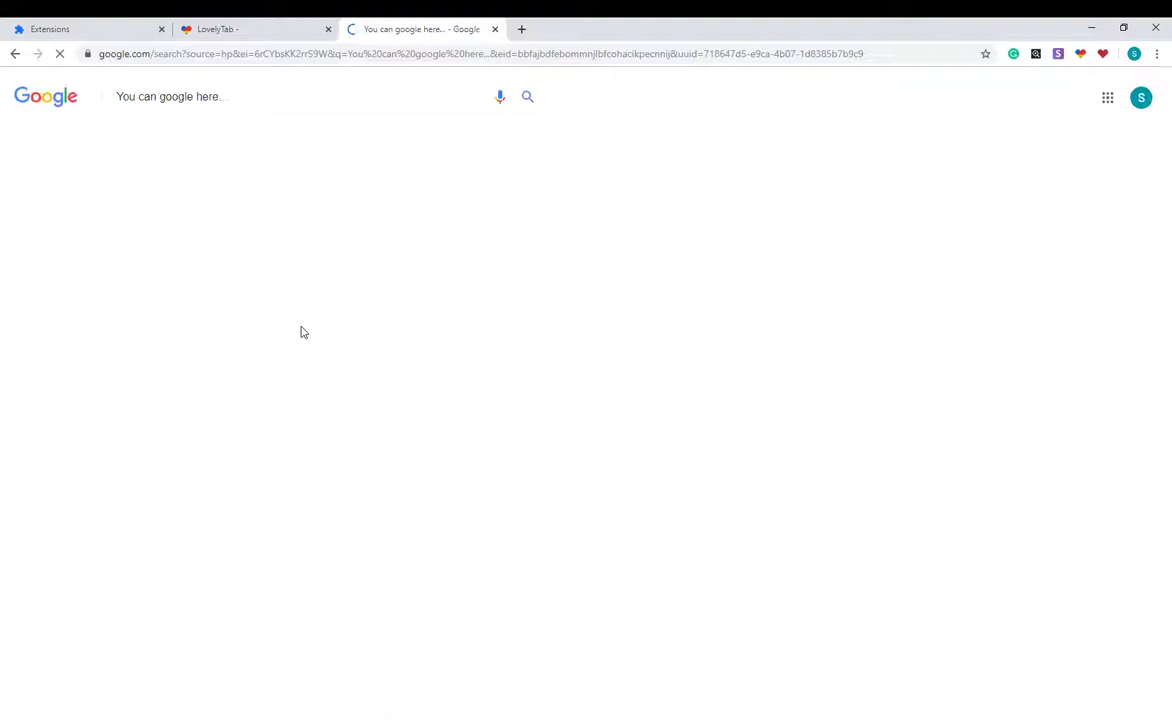 Extensions
LovelyTab -
You can google here... - Google
google.com/search?source=hp&ei=6rCYbsKK2rrS9W&q=You%20can%20google%20here...&eid=bbfajbdfebommnjlbfcohacikpecnnij&uuid=718647d5-e9ca-4b07-1d8385b7b9c9
S
Google
You can google here...
S